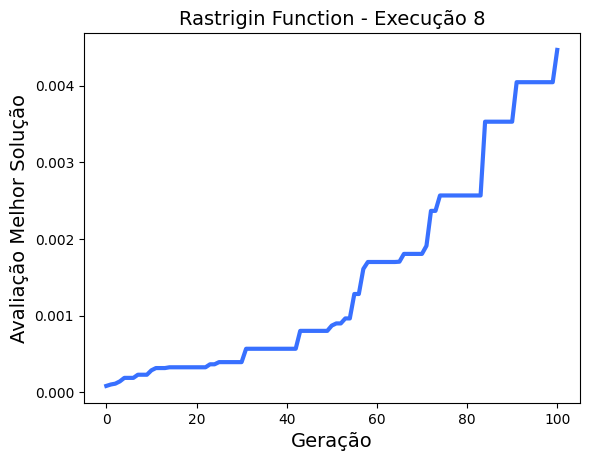 Rastrigin Function - Execução 8
Avaliação Melhor Solução
0.004
0.003
0.002
0.001
0.000
0 20 40 60 80 100
Geração